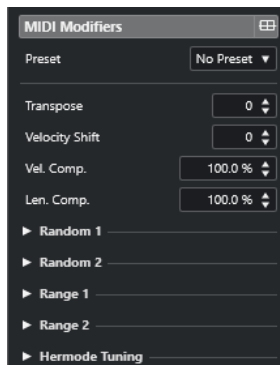 MIDI Modifiers
Preset No Preset
Transpose 0
Velocity Shift 0
Vel. Comp. 100.0 %
Len. Comp. 100.0 %
Random 1
Random 2
Range 1
Range 2
Hermode Tuning